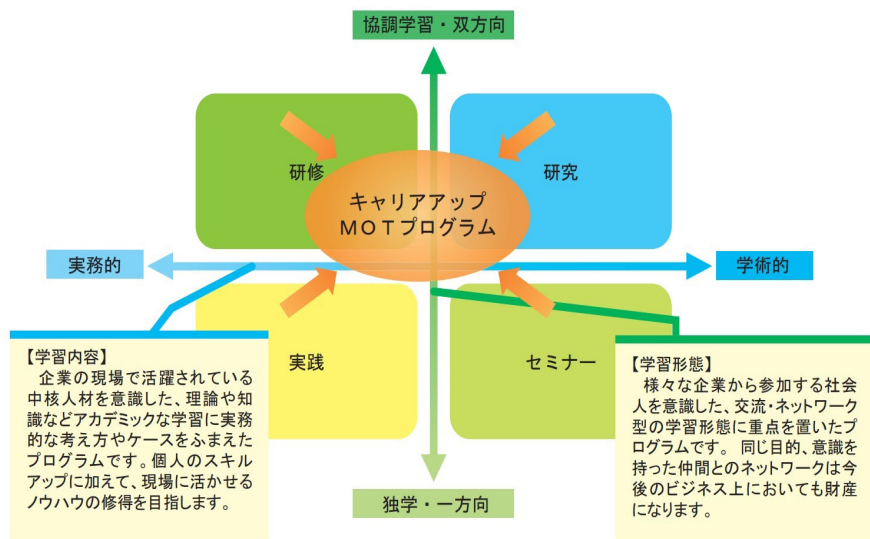 協調学習・双方向
研修
研究
キャリアアップ
ＭＯＴプログラム
実務的
学術的
実践
セミナー
【学習内容】
　企業の現場で活躍されている
中核人材を意識した、理論や知
識などアカデミックな学習に実務
的な考え方やケースをふまえた
プログラムです。個人のスキル
アップに加えて、現場に活かせる
ノウハウの修得を目指します。
【学習形態】
　様々な企業から参加する社会
人を意識した、交流・ネットワーク
型の学習形態に重点を置いたプ
ログラムです。 同じ目的、意識を
持った仲間とのネットワークは今
後のビジネス上においても財産
になります。
独学・一方向